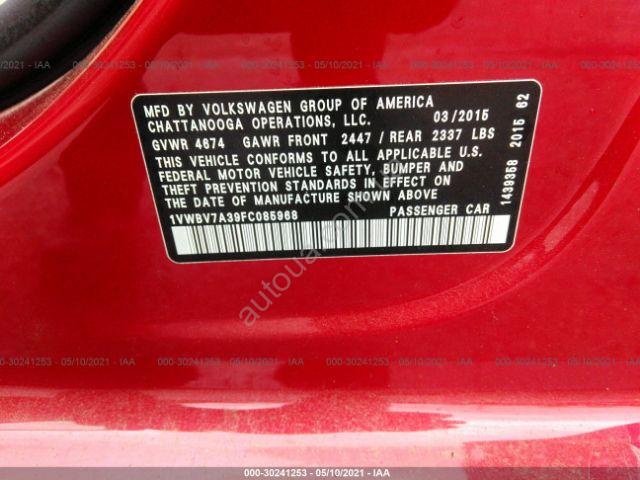 MFD BY VOLKSWAGEN GROUP OF AMERICA
CHATTANOOGA OPERATIONS, LLC. 03/2015
GVWR 4674 GAWR FRONT 2447 / REAR 2337 LBS
THIS VEHICLE CONFORMS TO ALL APPLICABLE U.S.
FEDERAL MOTOR VEHICLE SAFETY, BUMPER, AND
THEFT PREVENTION STANDARDS IN EFFECT ON
THE DATE OF MANUFACTURE SHOWN ABOVE
1VWBV7A39FC085968 PASSENGER CAR
1439358 2015 62
autoua.my
000-30241253 - 05/10/2021 - IAA